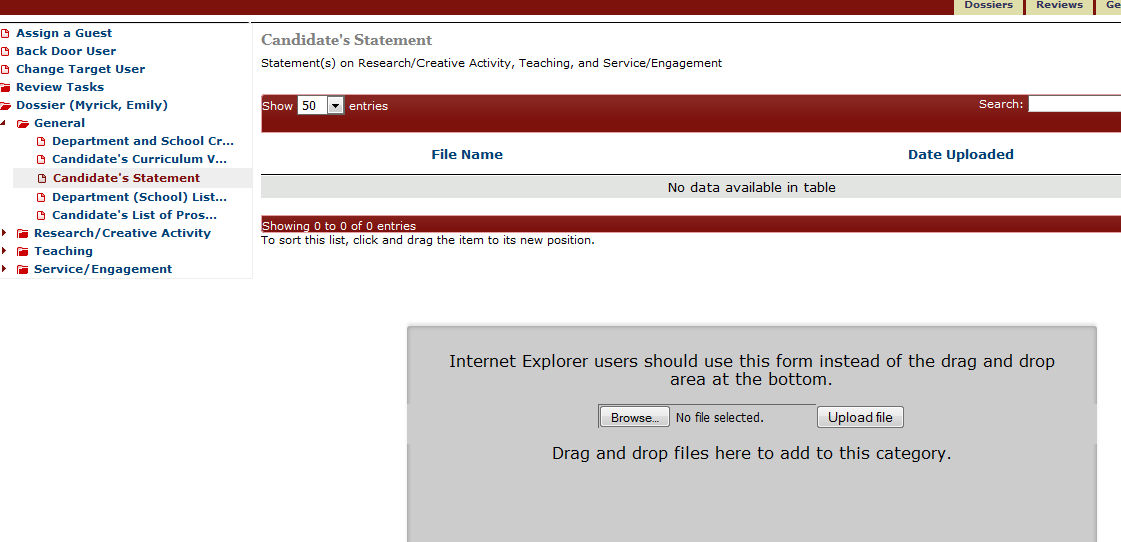 Dossiers Reviews Ge
Assign a Guest
Back Door User
Change Target User
Review Tasks
Dossier (Myrick, Emily)
General
Department and School Cr...
Candidate's Curriculum V...
Candidate's Statement
Department (School) List...
Candidate's List of Pros...
Research/Creative Activity
Teaching
Service/Engagement
Candidate's Statement
Statement(s) on Research/Creative Activity, Teaching, and Service/Engagement
Show 50 entries Search:
File Name Date Uploaded
No data available in table
Showing 0 to 0 of 0 entries
To sort this list, click and drag the item to its new position.
Internet Explorer users should use this form instead of the drag and drop
area at the bottom.
Browse... No file selected. Upload file
Drag and drop files here to add to this category.